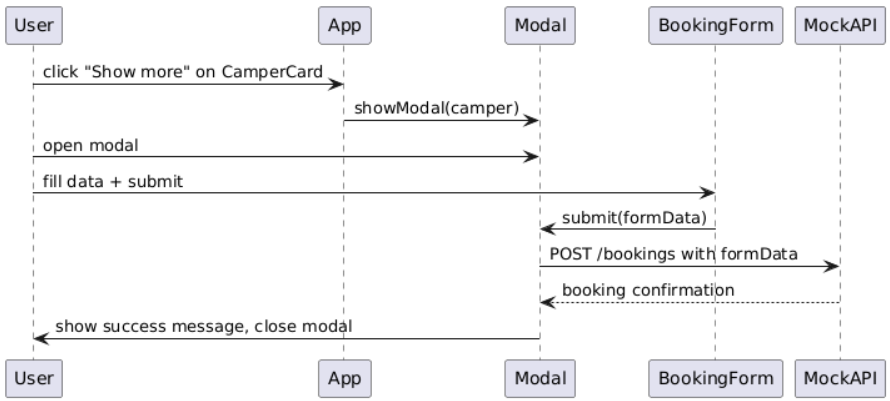 User App Modal BookingForm MockAPI
click "Show more" on CamperCard
showModal(camper)
open modal
fill data + submit
submit(formData)
POST /bookings with formData
booking confirmation
show success message, close modal
User App Modal BookingForm MockAPI